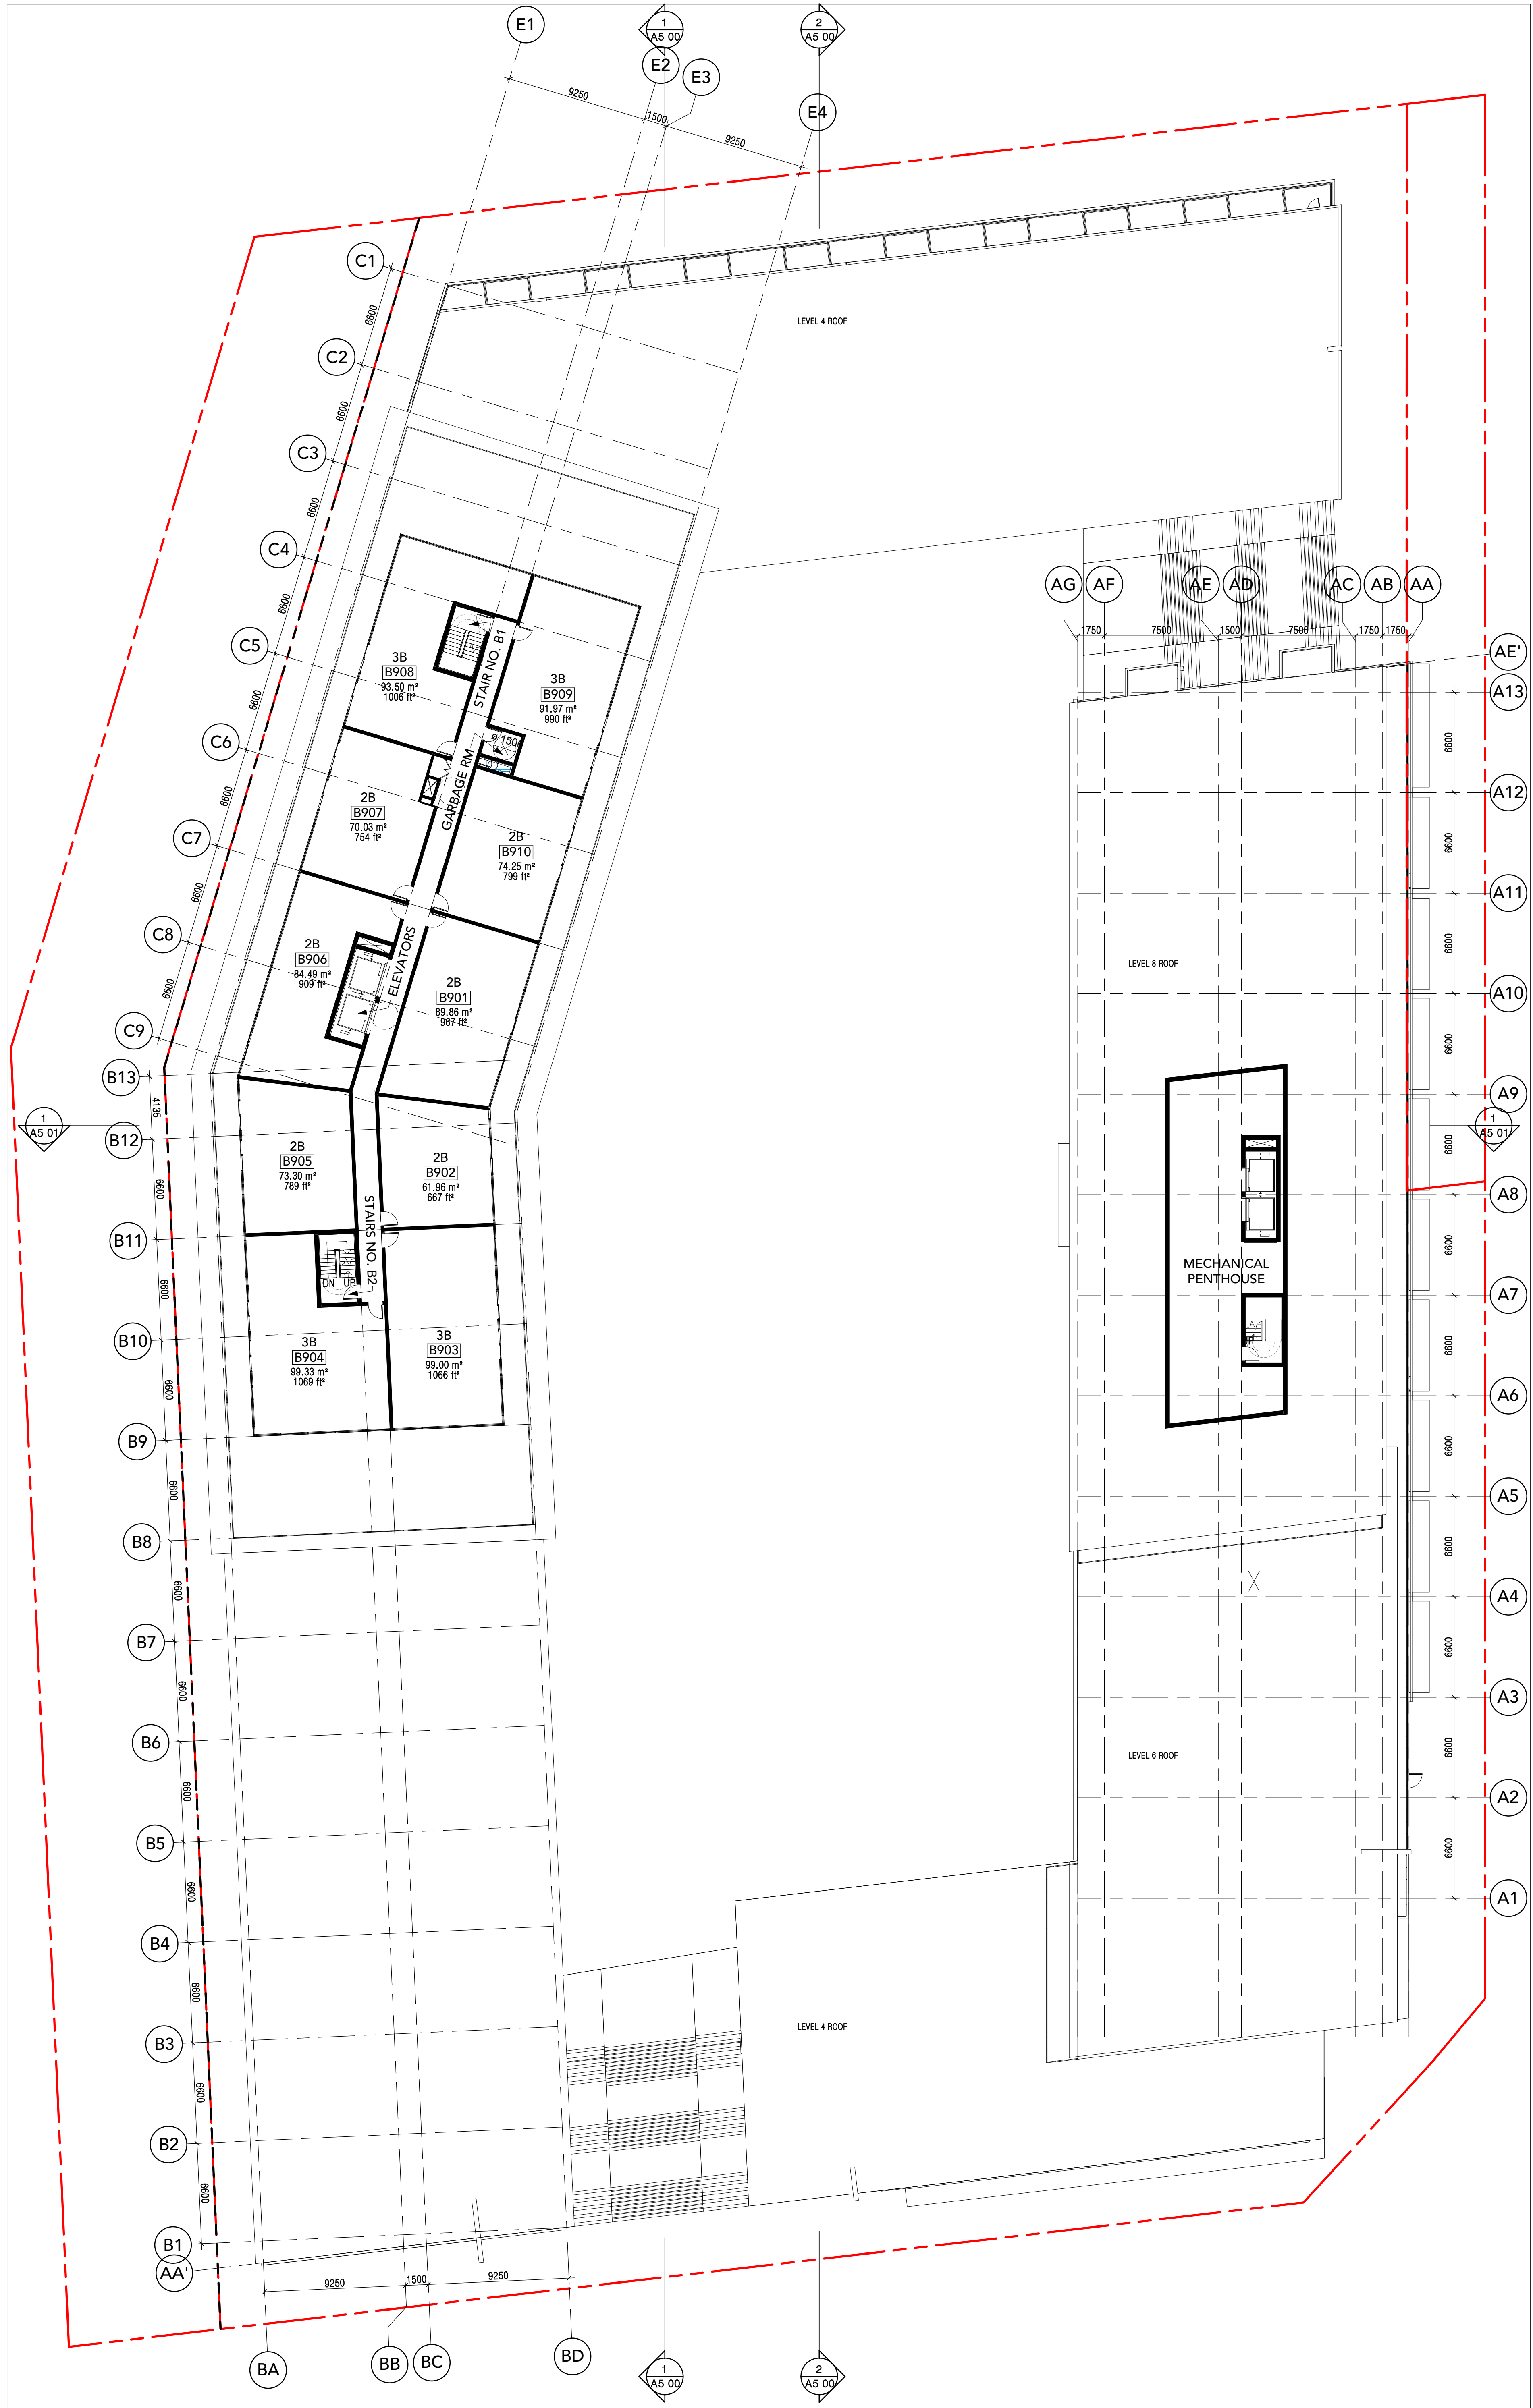 E1
1
A5 00
2
A5 00
E2
E3
E4
9250
1500
9250
C1
6600
C2
6600
C3
6600
C4
6600
C5
6600
C6
6600
C7
6600
C8
6600
C9
LEVEL 4 ROOF
AG
AF
AE
AD
AC
AB
AA
1750
7500
1500
7500
1750
1750
AE'
A13
6600
A12
6600
A11
6600
A10
6600
A9
6600
A8
6600
A7
6600
A6
6600
A5
6600
A4
6600
A3
6600
A2
6600
A1
STAIR NO. B1
3B
B908
93.50 m²
1006 ft²
3B
B909
91.97 m²
990 ft²
ø 1500
GARBAGE RM
2B
B907
70.03 m²
754 ft²
2B
B910
74.25 m²
799 ft²
ELEVATORS
2B
B906
84.49 m²
909 ft²
2B
B901
89.86 m²
967 ft²
LEVEL 8 ROOF
B13
4135
B12
6600
B11
6600
B10
6600
B9
6600
B8
6600
B7
6600
B6
6600
B5
6600
B4
6600
B3
6600
B2
6600
B1
AA'
1
A5 01
1
A5 01
2B
B905
73.30 m²
789 ft²
2B
B902
61.96 m²
667 ft²
STAIRS NO. B2
DN UP
3B
B904
99.33 m²
1069 ft²
3B
B903
99.00 m²
1066 ft²
MECHANICAL
PENTHOUSE
LEVEL 6 ROOF
LEVEL 4 ROOF
9250
1500
9250
BA
BB
BC
BD
1
A5 00
2
A5 00